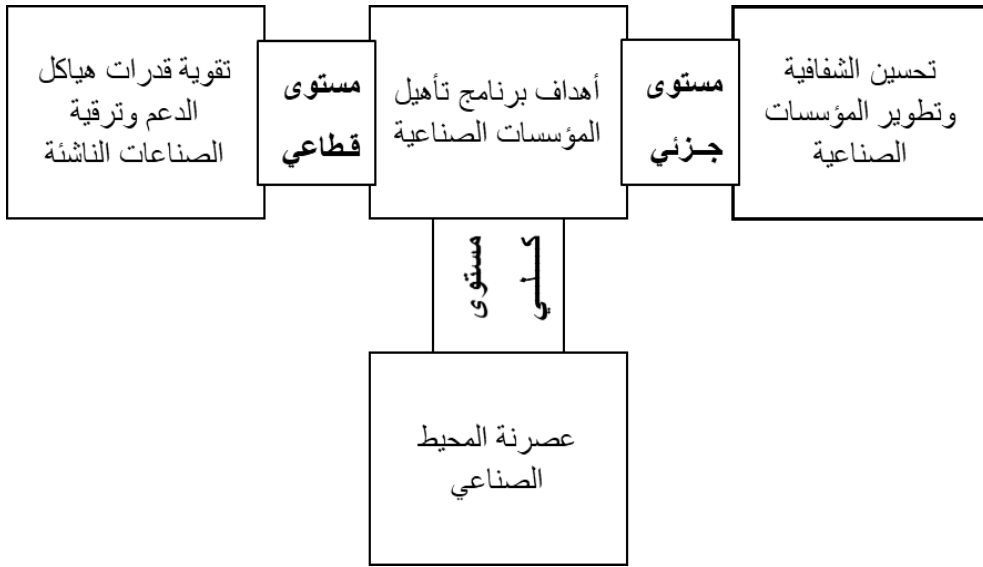 تحسين الشفافية
وتطوير المؤسسات
الصناعية
مستوى
جـزئي
أهداف برنامج تأهيل
المؤسسات الصناعية
مستوى
قطاعي
تقوية قدرات هياكل
الدعم وترقية
الصناعات الناشئة
مستوى
كـــلي
عصرنة المحيط
الصناعي